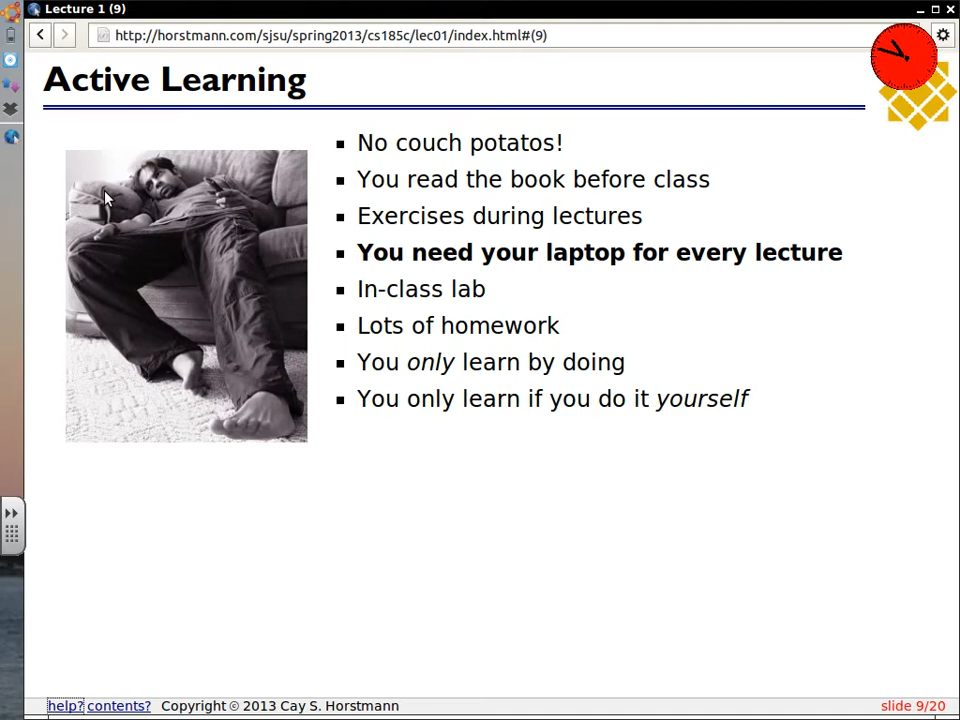 Lecture 1 (9)
http://horstmann.com/sjsu/spring2013/cs185c/lec01/index.html#(9)
Active Learning
No couch potatos!
You read the book before class
Exercises during lectures
You need your laptop for every lecture
In-class lab
Lots of homework
You only learn by doing
You only learn if you do it yourself
help? contents? Copyright © 2013 Cay S. Horstmann slide 9/20